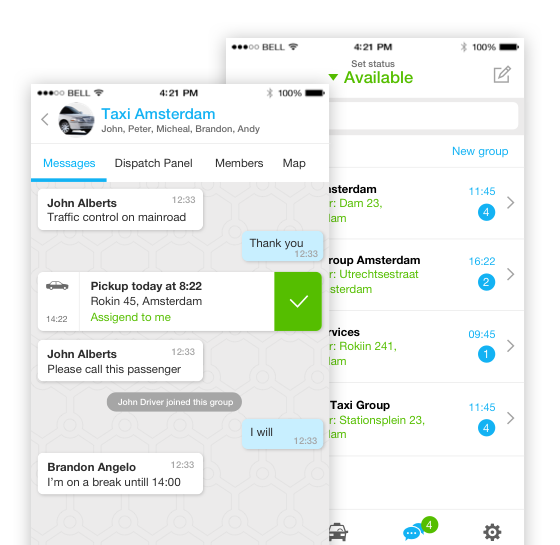 BELL
4:21 PM
100%
Set status
Available
New group
11:45
r: Dam 23,
4
16:22
roup Amsterdam
r: Utrechtsestraat
2
09:45
r: Rokiin 241,
1
11:45
Taxi Group
r: Stationsplein 23,
4
4
BELL
4:21 PM
100%
Taxi Amsterdam
John, Peter, Micheal, Brandon, Andy
Messages Dispatch Panel Members Map
John Alberts 12:33
Traffic control on mainroad
Thank you
12:33
Pickup today at 8:22
Rokin 45, Amsterdam
14:22 Assigend to me
John Alberts 12:33
Please call this passenger
John Driver joined this group
I will
12:33
Brandon Angelo 12:33
I'm on a break untill 14:00